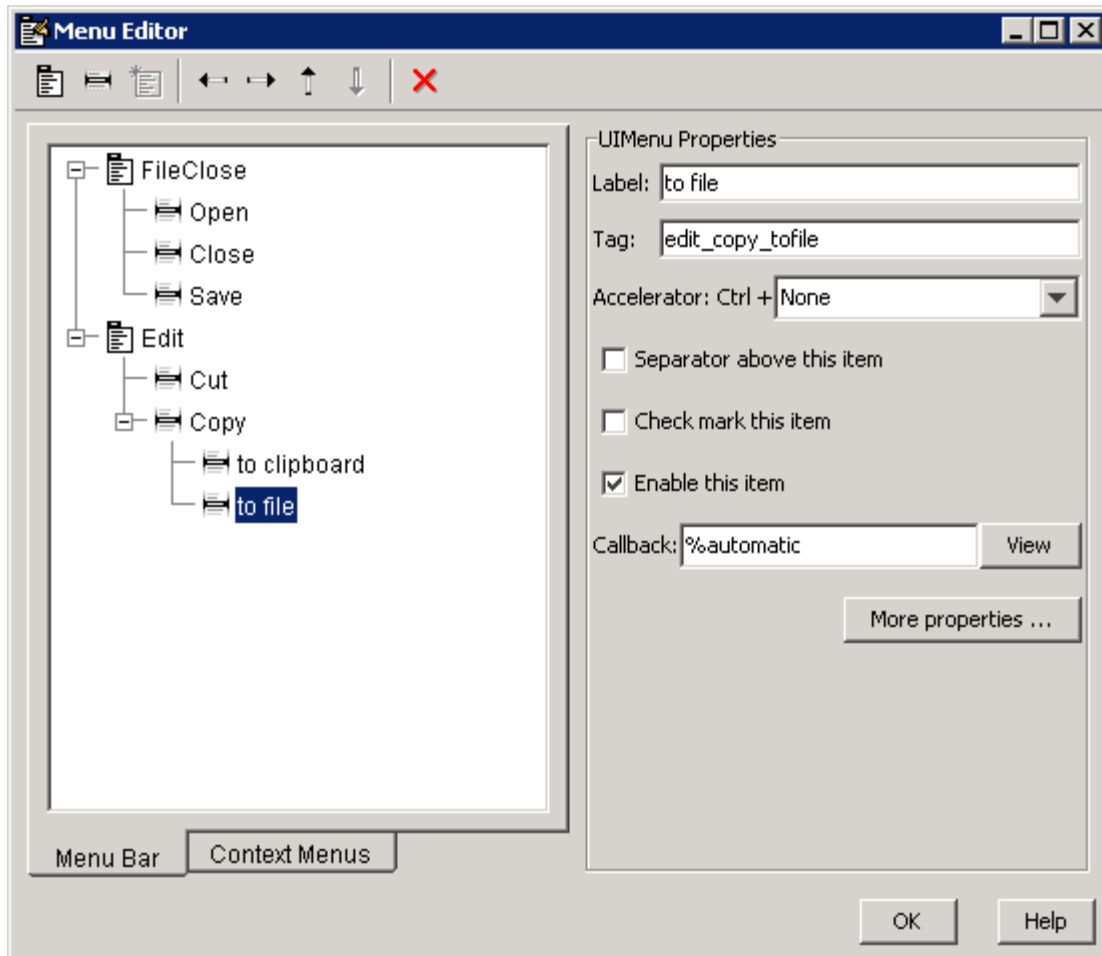 Menu Editor
FileClose
Open
Close
Save
Edit
Cut
Copy
to clipboard
to file
Menu Bar
Context Menus
UIMenu Properties
Label: to file
Tag: edit_copy_tofile
Accelerator: Ctrl + None
Separator above this item
Check mark this item
Enable this item
Callback: %automatic View
More properties ...
OK Help